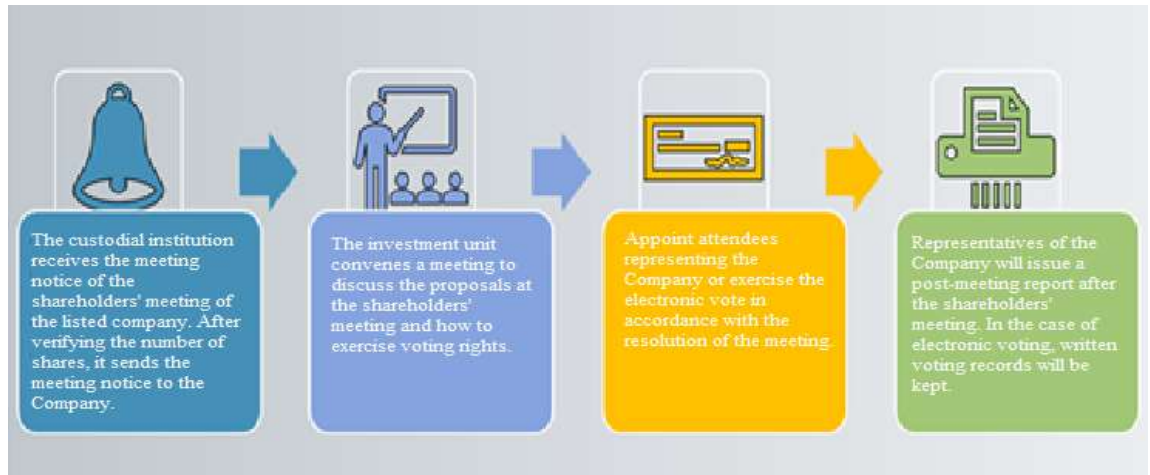 The custodial institution
receives the meeting
notice of the
shareholders' meeting of
the listed company. After
verifying the number of
shares, it sends the
meeting notice to the
Company.
The investment unit
convenes a meeting to
discuss the proposals at
the shareholders'
meeting and how to
exercise voting rights.
Appoint attendees
representing the
Company or exercise the
electronic vote in
accordance with the
resolution of the meeting.
Representatives of the
Company will issue a
post-meeting report after
the shareholders'
meeting. In the case of
electronic voting, written
voting records will be
kept.